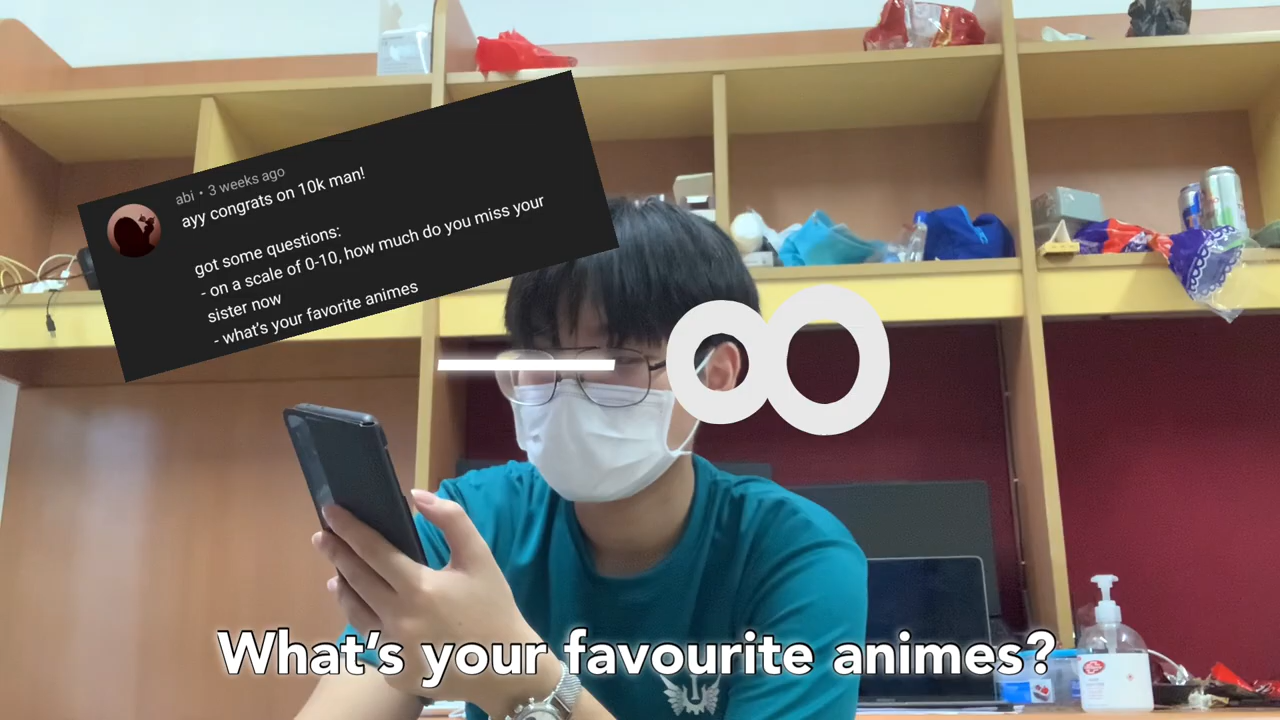 abi • 3 weeks ago
ayy congrats on 10k man!
got some questions:
- on a scale of 0-10, how much do you miss your
sister now
- what's your favorite animes
-∞
What's your favourite animes?